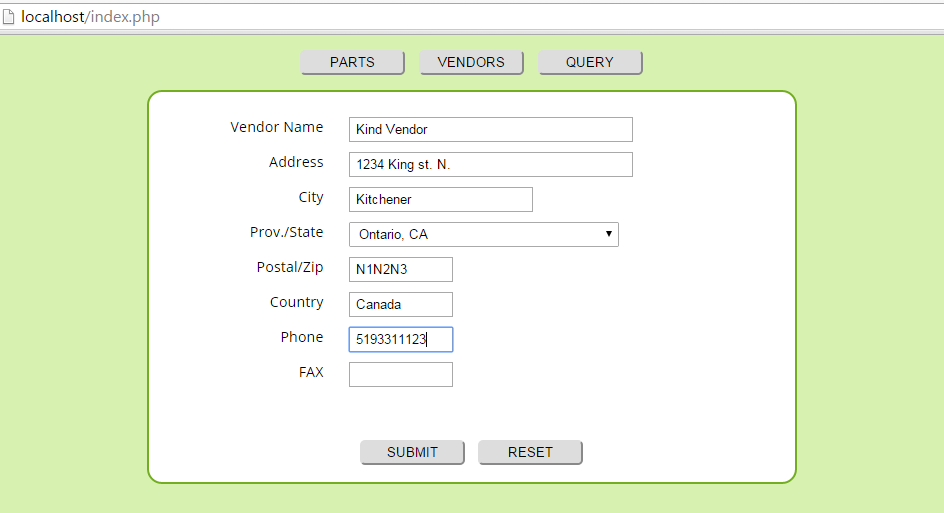 localhost/index.php
PARTS VENDORS QUERY
Vendor Name Kind Vendor
Address 1234 King st. N.
City Kitchener
Prov./State Ontario, CA
Postal/Zip N1N2N3
Country Canada
Phone 5193311123
FAX
SUBMIT RESET